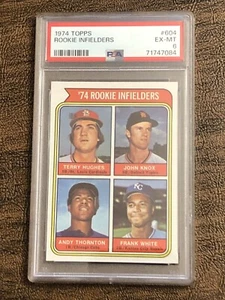 1974 TOPPS #604
ROOKIE INFIELDERS EX-MT
PSA 6
71747084
'74 ROOKIE INFIELDERS
TERRY HUGHES JOHN KNOX
ANDY THORNTON FRANK WHITE